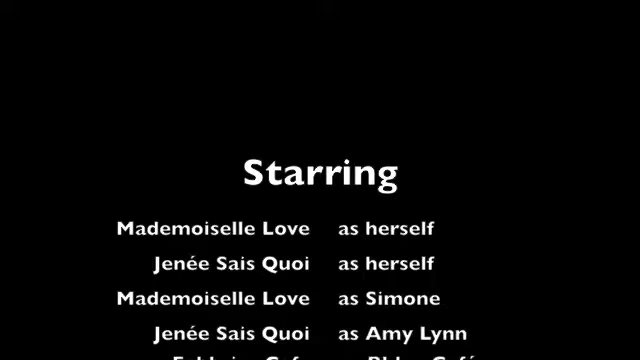 Starring
Mademoiselle Love as herself
Jenée Sais Quoi as herself
Mademoiselle Love as Simone
Jenée Sais Quoi as Amy Lynn